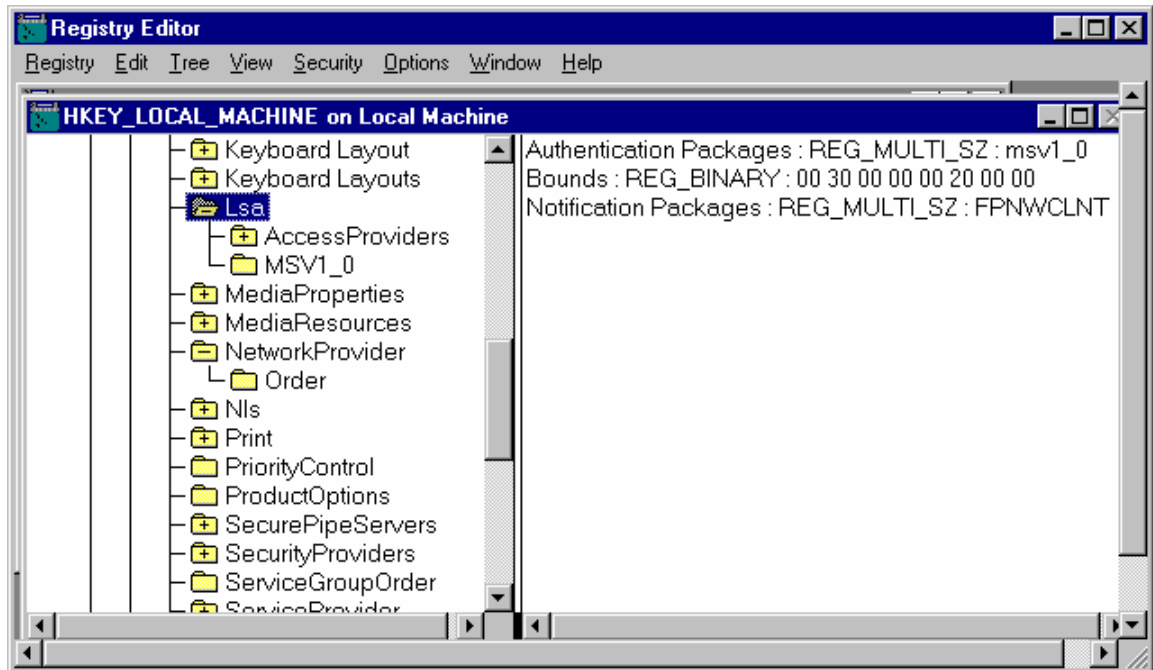 Registry Editor
Registry Edit Tree View Security Options Window Help
HKEY_LOCAL_MACHINE on Local Machine
Keyboard Layout
Keyboard Layouts
Lsa
AccessProviders
MSV1_0
MediaProperties
MediaResources
NetworkProvider
Order
Nls
Print
PriorityControl
ProductOptions
SecurePipeServers
SecurityProviders
ServiceGroupOrder
ServiceProvider
Authentication Packages : REG_MULTI_SZ : msv1_0
Bounds : REG_BINARY : 00 30 00 00 00 20 00 00
Notification Packages : REG_MULTI_SZ : FPNWCLNT